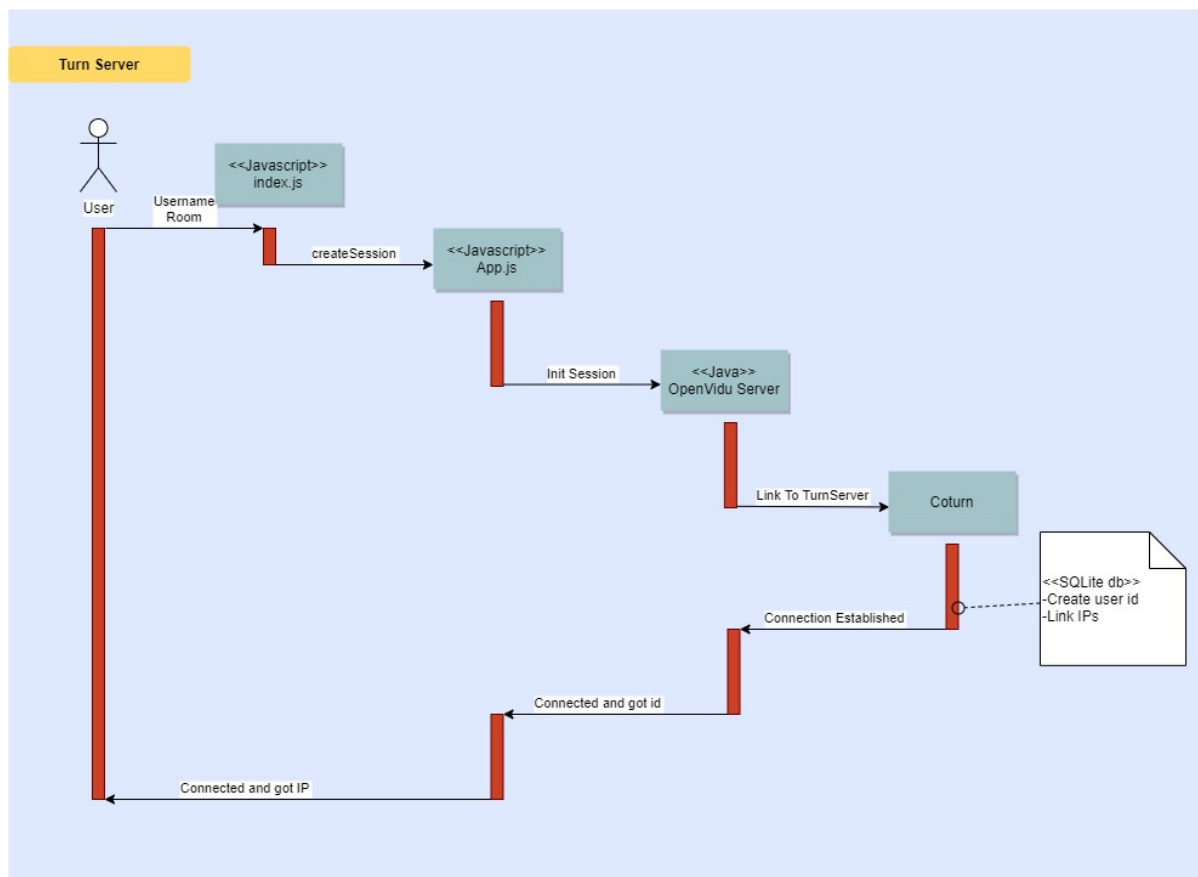 Turn Server
<<Javascript>>
index.js
User
Username
Room
createSession
<<Javascript>>
App.js
Init Session
<<Java>>
OpenVidu Server
Link To TurnServer
Coturn
<<SQLite db>>
-Create user id
-Link IPs
Connection Established
Connected and got id
Connected and got IP